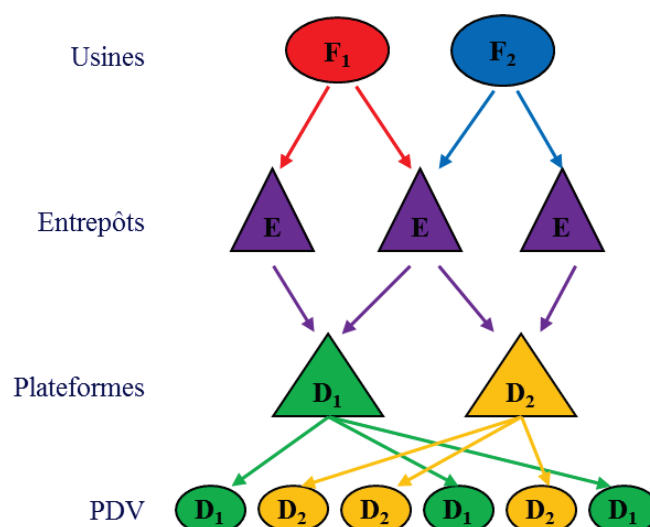 Usines F₁ F₂
Entrepôts E E E
Plateformes D₁ D₂
PDV D₁ D₂ D₂ D₁ D₂ D₁